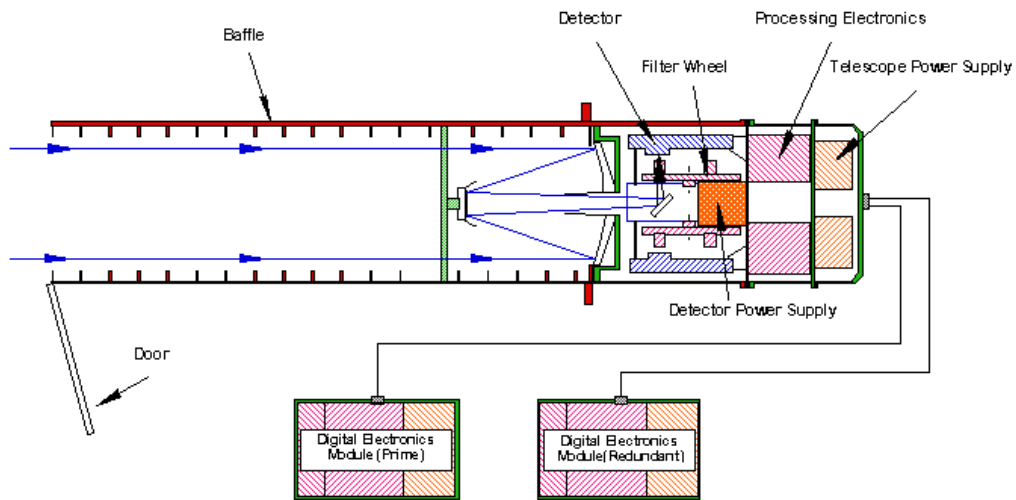 Detector
Processing Electronics
Baffle
Filter Wheel
Telescope Power Supply
Detector Power Supply
Door
Digital Electronics
Module (Prime)
Digital Electronics
Module(Redundant)